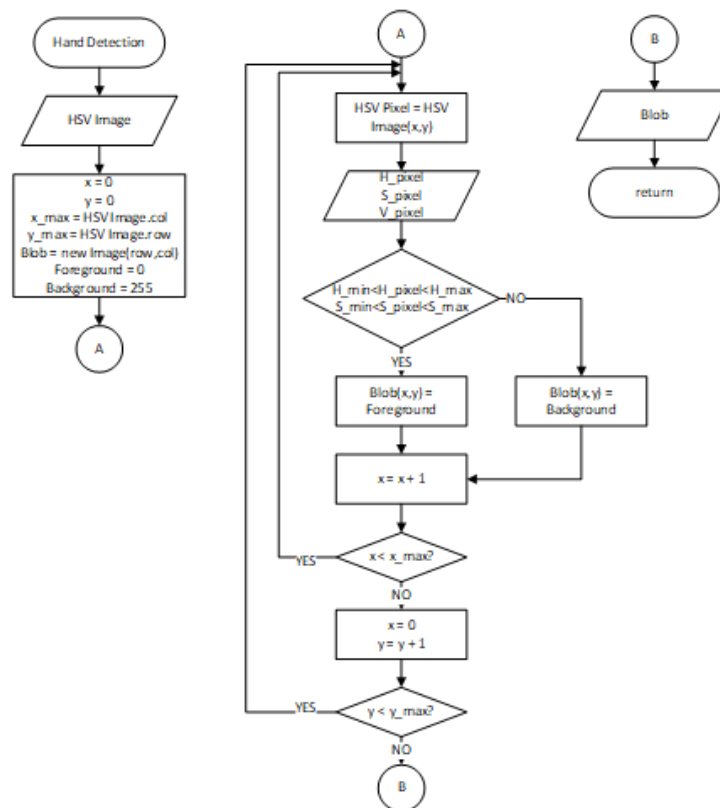 Hand Detection
HSV Image
x = 0
y = 0
x_max = HSV Image.col
y_max = HSV Image.row
Blob = new Image(row,col)
Foreground = 0
Background = 255
A
A
HSV Pixel = HSV
Image(x,y)
H_pixel
S_pixel
V_pixel
H_min<H_pixel<H_max
S_min<S_pixel<S_max
NO
YES
Blob(x,y) =
Foreground
Blob(x,y) =
Background
x = x + 1
x < x_max?
YES
NO
x = 0
y = y + 1
y < y_max?
YES
NO
B
B
Blob
return